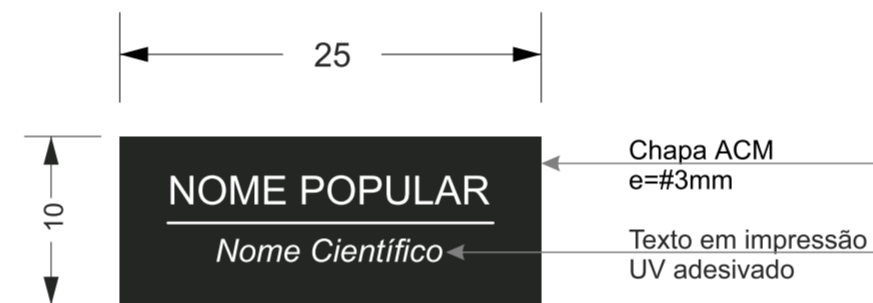 25
10
NOME POPULAR
Nome Científico
Chapa ACM
e=#3mm
Texto em impressão
UV adesivado